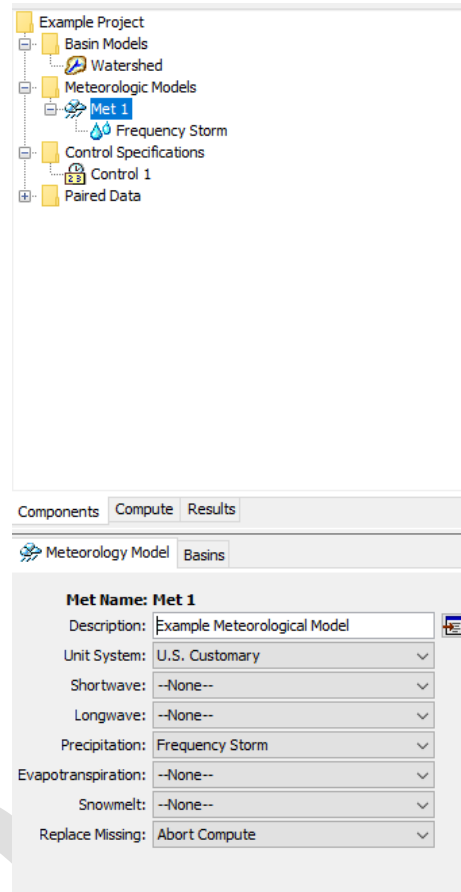 Example Project
Basin Models
Watershed
Meteorologic Models
Met 1
Frequency Storm
Control Specifications
Control 1
Paired Data
Components Compute Results
Meteorology Model Basins
Met Name: Met 1
Description: Example Meteorological Model
Unit System: U.S. Customary
Shortwave: --None--
Longwave: --None--
Precipitation: Frequency Storm
Evapotranspiration: --None--
Snowmelt: --None--
Replace Missing: Abort Compute